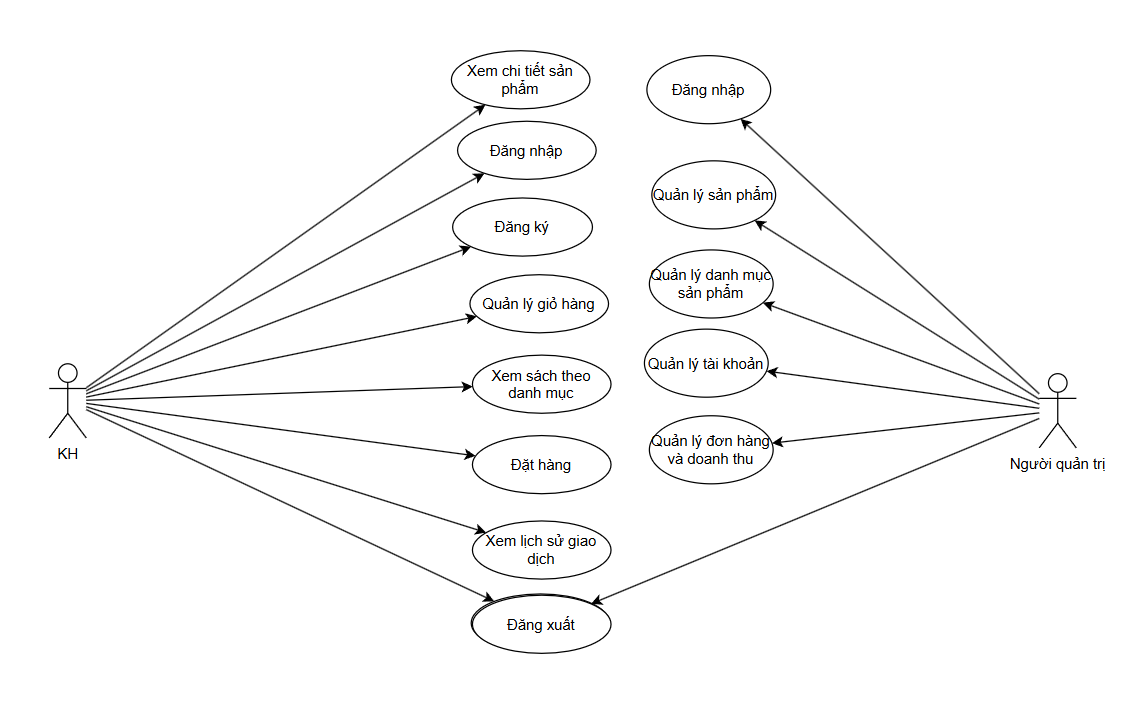 Xem chi tiết sản
phẩm
Đăng nhập
Đăng nhập
Quản lý sản phẩm
Đăng ký
Quản lý danh mục
sản phẩm
Quản lý giỏ hàng
Quản lý tài khoản
Xem sách theo
danh mục
Quản lý đơn hàng
và doanh thu
KH
Đặt hàng
Người quản trị
Xem lịch sử giao
dịch
Đăng xuất